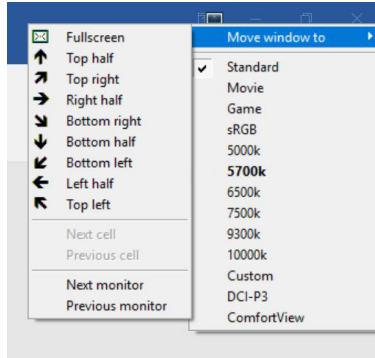 Fullscreen
Top half
Top right
Right half
Bottom right
Bottom half
Bottom left
Left half
Top left
Next cell
Previous cell
Next monitor
Previous monitor
Move window to
Standard
Movie
Game
sRGB
5000k
5700k
6500k
7500k
9300k
10000k
Custom
DCI-P3
ComfortView